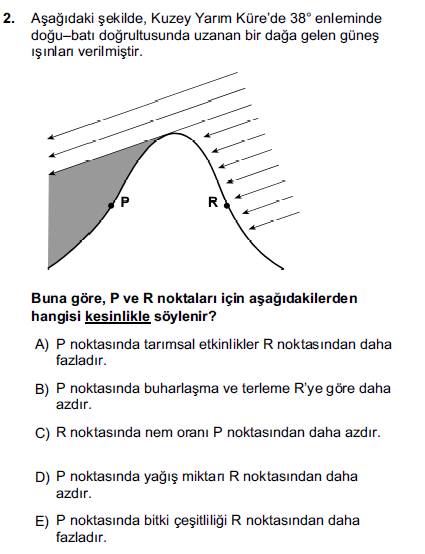 2. Aşağıdaki şekilde, Kuzey Yarım Küre'de 38° enleminde
doğu–batı doğrultusunda uzanan bir dağa gelen güneş
ışınları verilmiştir.
P
R
Buna göre, P ve R noktaları için aşağıdakilerden
hangisi kesinlikle söylenir?
A) P noktasında tarımsal etkinlikler R noktasından daha
fazladır.
B) P noktasında buharlaşma ve terleme R'ye göre daha
azdır.
C) R noktasında nem oranı P noktasından daha azdır.
D) P noktasında yağış miktarı R noktasından daha
azdır.
E) P noktasında bitki çeşitliliği R noktasından daha
fazladır.